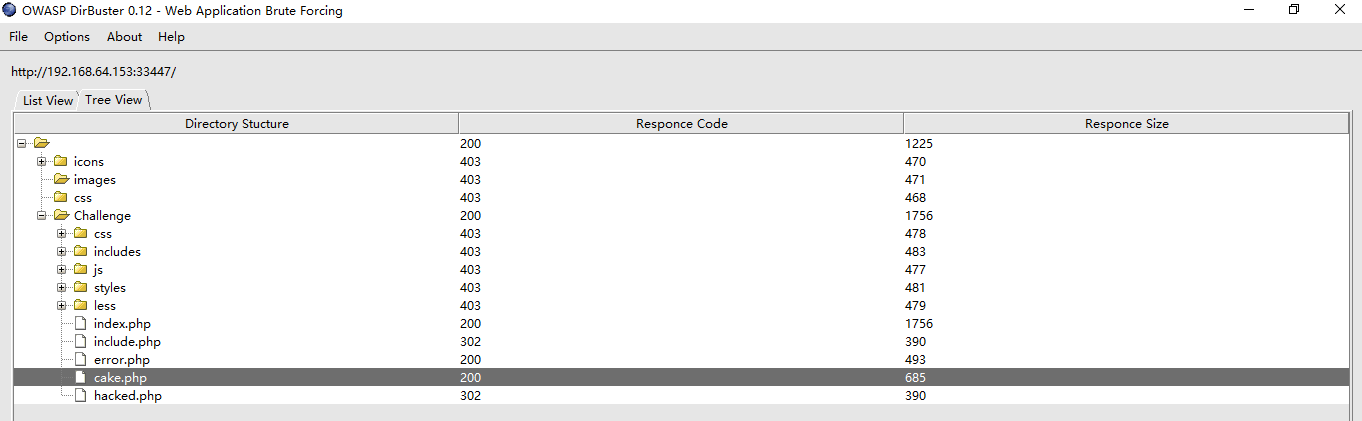 OWASP DirBuster 0.12 - Web Application Brute Forcing
File Options About Help
http://192.168.64.153:33447/
List View Tree View
Directory Stucture Responce Code Responce Size
200 1225
icons 403 470
images 403 471
css 403 468
Challenge 200 1756
css 403 478
includes 403 483
js 403 477
styles 403 481
less 403 479
index.php 200 1756
include.php 302 390
error.php 200 493
cake.php 200 685
hacked.php 302 390